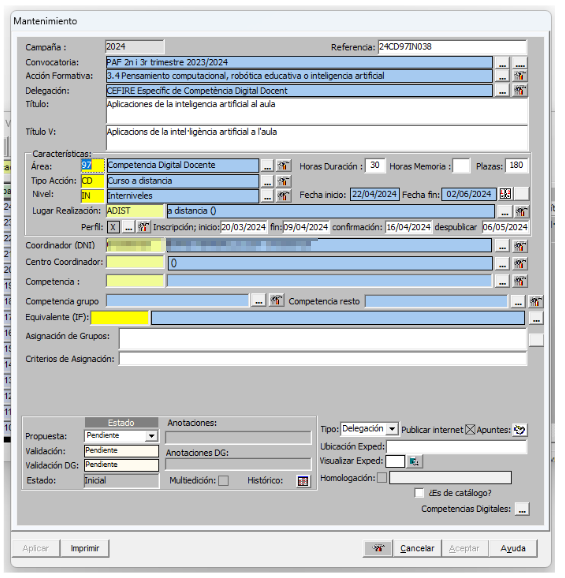 Mantenimiento
Campaña : 2024 Referencia: 24CD97IN038
Convocatoria: PAF 2n i 3r trimestre 2023/2024 ... ....
Acción Formativa: 3.4 Pensamiento computacional, robótica educativa o inteligencia artificial ...
Delegación: CEFIRE Específic de Competència Digital Docent ...
Título: Aplicaciones de la inteligencia artificial al aula
Título V: Aplicacions de la intel·ligència artificial a l'aula
Características:
Área: 97 Competencia Digital Docente ... Horas Duración : 30 Horas Memoria : Plazas: 180
Tipo Acción: CD Curso a distancia ...
Nivel: IN Interniveles ... Fecha inicio: 22/04/2024 Fecha fin: 02/06/2024
Lugar Realización: ADIST a distancia () ...
Perfil: X ... Inscripción; inicio: 20/03/2024 fin: 09/04/2024 confirmación: 16/04/2024 despublicar 06/05/2024
Coordinador (DNI) ...
Centro Coordinador: () ...
Competencia : ...
Competencia grupo ... Competencia resto ...
Equivalente (IF): ...
Asignación de Grupos:
Criterios de Asignación:
Estado Anotaciones:
Propuesta: Pendiente
Validación: Pendiente Anotaciones DG:
Validación DG: Pendiente
Estado: Inicial Multiedición: Histórico:
Tipo: Delegación Publicar internet Apuntes:
Ubicación Exped:
Visualizar Exped:
Homologación:
¿Es de catálogo?
Competencias Digitales: ...
Aplicar Imprimir Cancelar Aceptar Ayuda